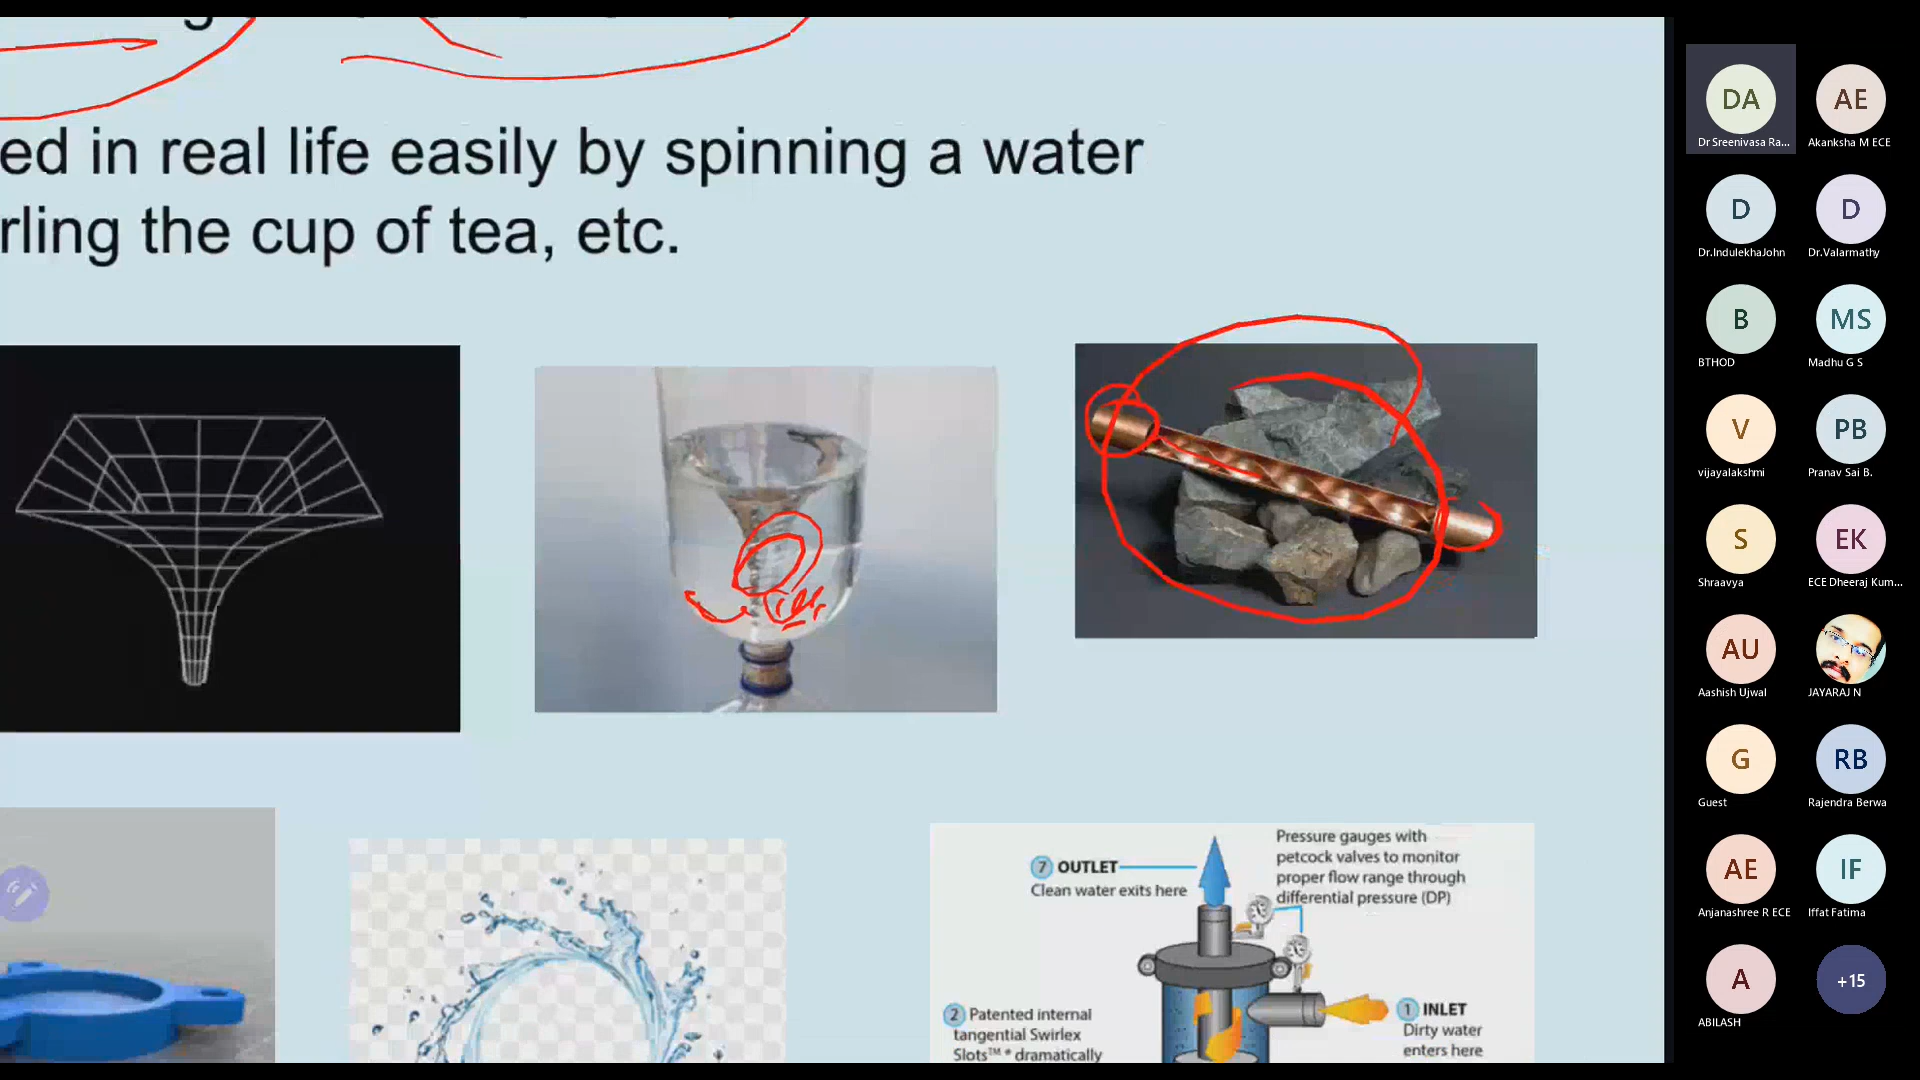 ed in real life easily by spinning a water
rling the cup of tea, etc.
7 OUTLET
Clean water exits here
Pressure gauges with
petcock valves to monitor
proper flow range through
differential pressure (DP)
2 Patented internal
tangential Swirlex
Slots™ * dramatically
1 INLET
Dirty water
enters here
DA
Dr Sreenivasa Ra...
AE
Akanksha M ECE
D
Dr.IndulekhaJohn
D
Dr.Valarmathy
B
BTHOD
MS
Madhu G S
V
vijayalakshmi
PB
Pranav Sai B.
S
Shraavya
EK
ECE Dheeraj Kum...
AU
Aashish Ujwal
JAYARAJ N
G
Guest
RB
Rajendra Berwa
AE
Anjanashree R ECE
IF
Iffat Fatima
A
ABILASH
+15